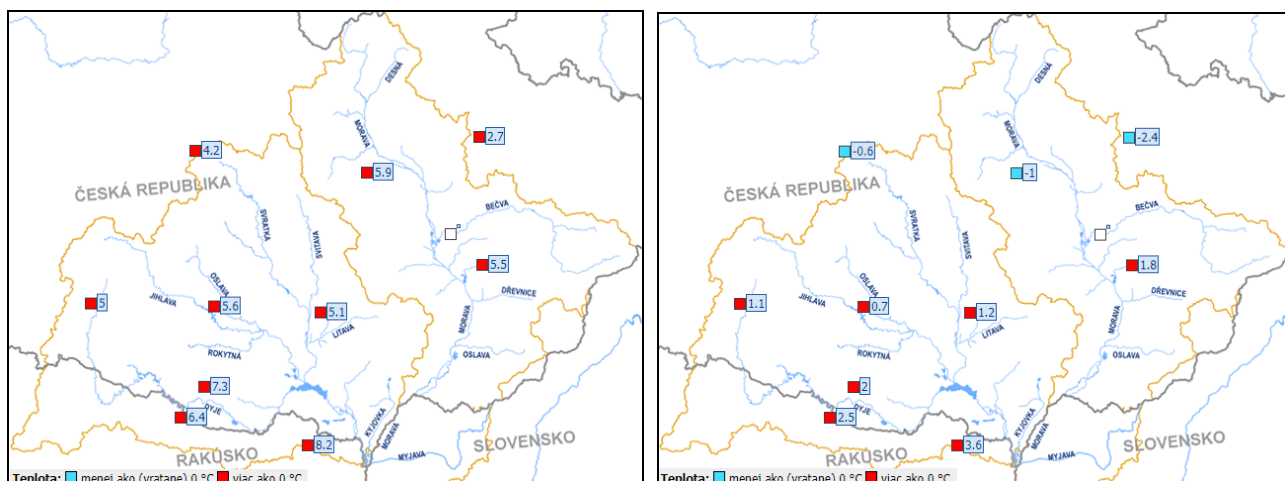 DESNÁ
2.7
MORAVA
4.2
5.9
ČESKÁ REPUBLIKA
BEČVA
SVRATKA
SVITAVA
5.5
OSLAVA
DŘEVNICE
5
JIHLAVA
5.6
5.1
MORAVA
LITAVA
ROKYTNÁ
OSLAVA
7.3
6.4
DYJE
KYJOVKA
MORAVA
8.2
SLOVENSKO
RAKÚSKO
MYJAVA
Teplota: menej ako (vratane) 0 °C viac ako 0 °C
DESNÁ
-2.4
MORAVA
-0.6
-1
ČESKÁ REPUBLIKA
BEČVA
SVRATKA
SVITAVA
1.8
OSLAVA
DŘEVNICE
1.1
JIHLAVA
0.7
1.2
MORAVA
LITAVA
ROKYTNÁ
OSLAVA
2
2.5
DYJE
KYJOVKA
MORAVA
3.6
SLOVENSKO
RAKÚSKO
MYJAVA
Teplota: menej ako (vratane) 0 °C viac ako 0 °C